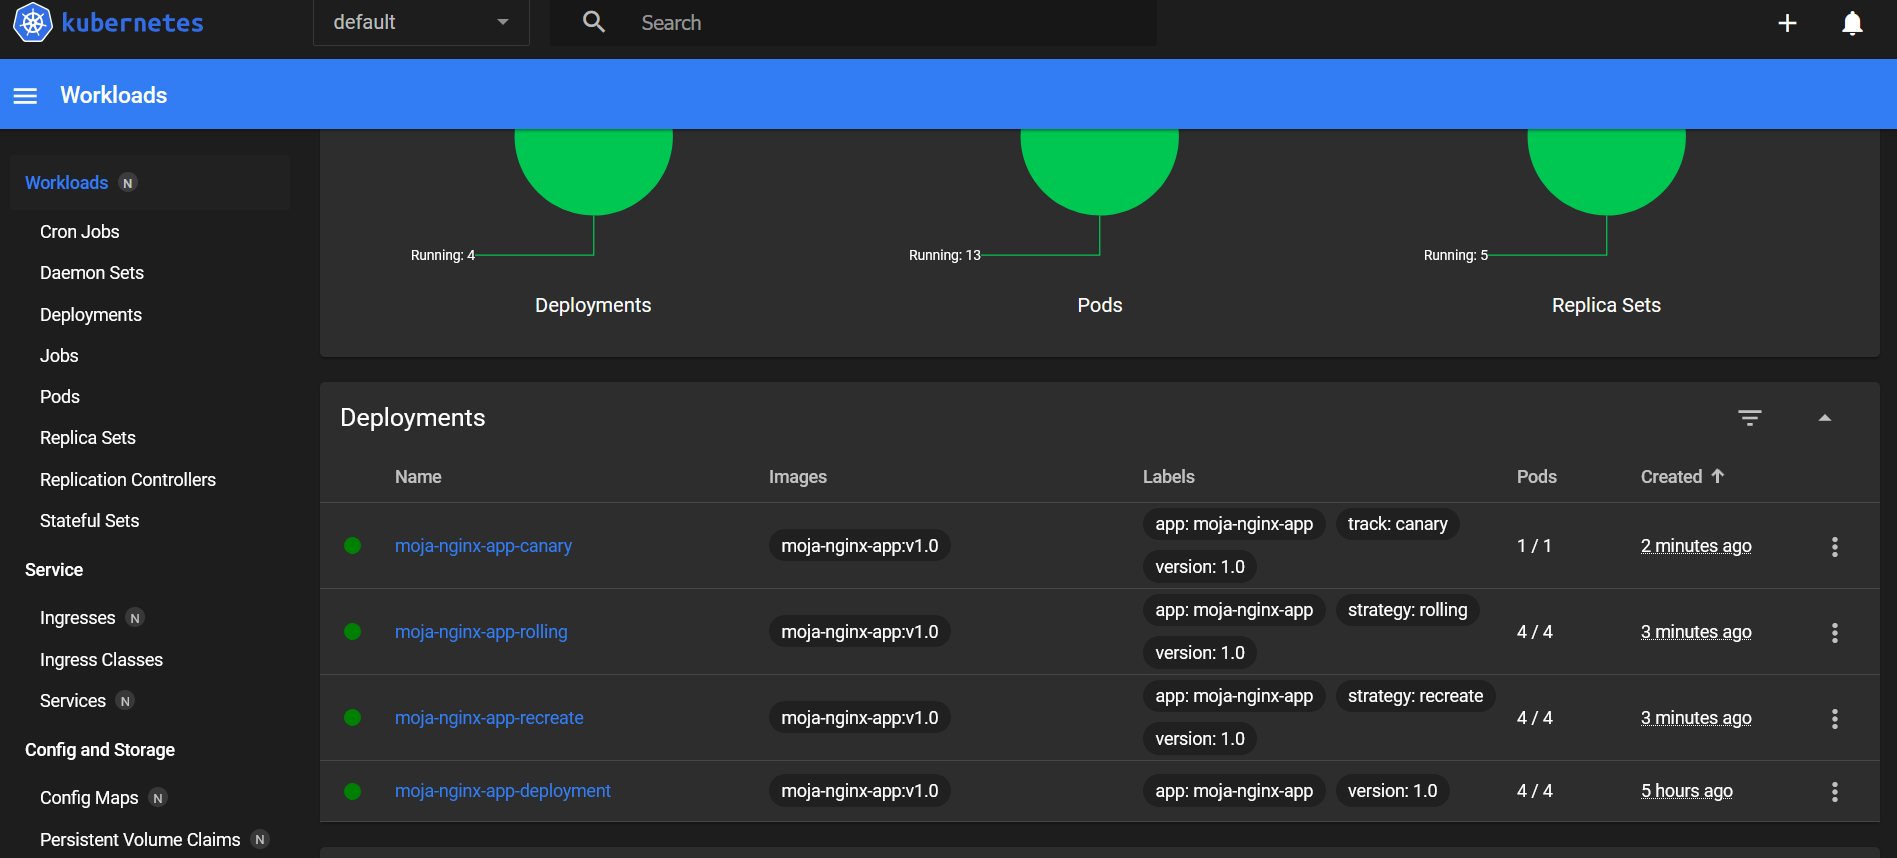 kubernetes
default
Search
Workloads
Workloads N
Cron Jobs
Daemon Sets
Deployments
Jobs
Pods
Replica Sets
Replication Controllers
Stateful Sets
Service
Ingresses N
Ingress Classes
Services N
Config and Storage
Config Maps N
Persistent Volume Claims N
Running: 4
Deployments
Running: 13
Pods
Running: 5
Replica Sets
Deployments
Name Images Labels Pods Created
moja-nginx-app-canary moja-nginx-app:v1.0 app: moja-nginx-app track: canary 1 / 1 2 minutes ago
version: 1.0
moja-nginx-app-rolling moja-nginx-app:v1.0 app: moja-nginx-app strategy: rolling 4 / 4 3 minutes ago
version: 1.0
moja-nginx-app-recreate moja-nginx-app:v1.0 app: moja-nginx-app strategy: recreate 4 / 4 3 minutes ago
version: 1.0
moja-nginx-app-deployment moja-nginx-app:v1.0 app: moja-nginx-app version: 1.0 4 / 4 5 hours ago